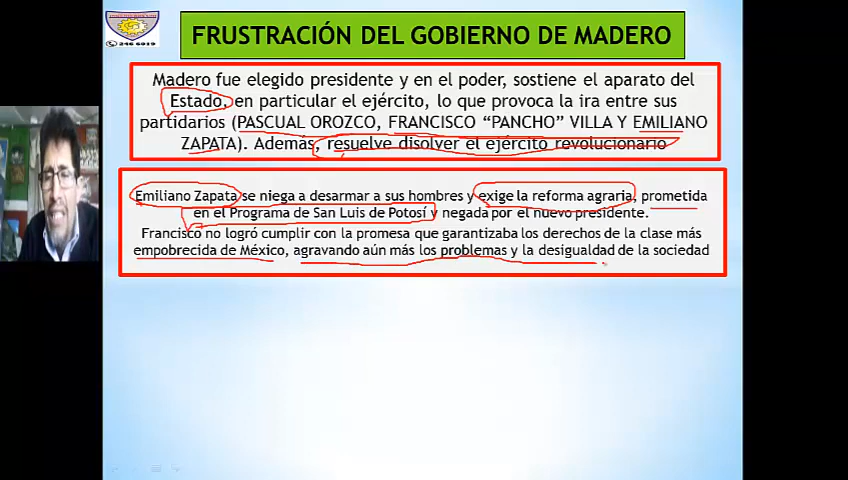 FRUSTRACIÓN DEL GOBIERNO DE MADERO
246 6019
Madero fue elegido presidente y en el poder, sostiene el aparato del
Estado, en particular el ejército, lo que provoca la ira entre sus
partidarios (PASCUAL OROZCO, FRANCISCO “PANCHO” VILLA Y EMILIANO
ZAPATA). Además, resuelve disolver el ejército revolucionario
Emiliano Zapata se niega a desarmar a sus hombres y exige la reforma agraria, prometida
en el Programa de San Luis de Potosí y negada por el nuevo presidente.
Francisco no logró cumplir con la promesa que garantizaba los derechos de la clase más
empobrecida de México, agravando aún más los problemas y la desigualdad de la sociedad